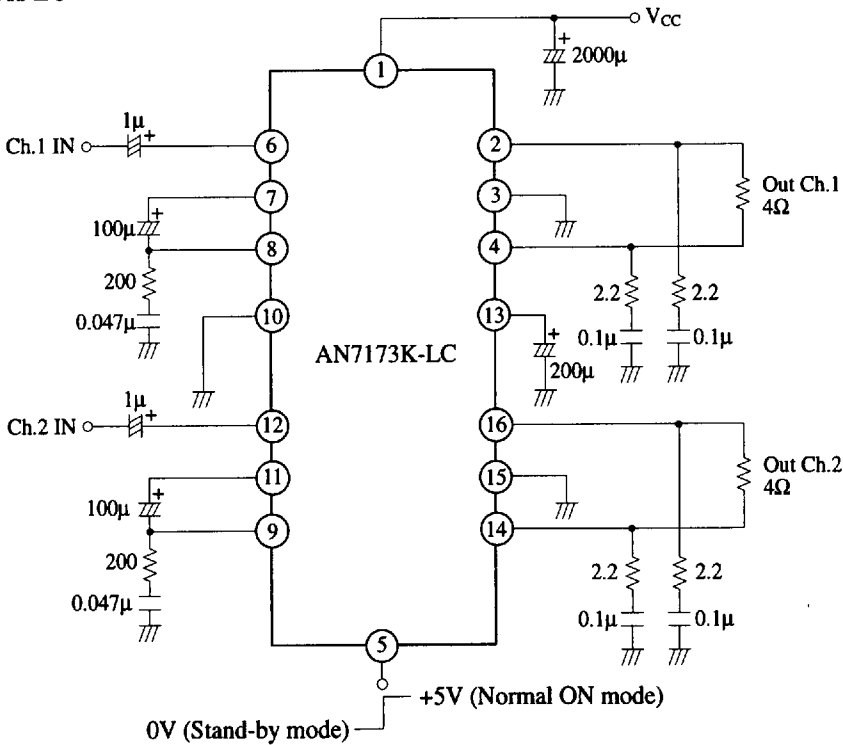 VCC
+
2000μ
1
1μ
+
Ch.1 IN
6
2
Out Ch.1
4Ω
7
3
+
100μ
8
4
200
2.2
2.2
0.047μ
10
13
+
0.1μ
0.1μ
AN7173K-LC
200μ
1μ
+
Ch.2 IN
12
16
11
15
Out Ch.2
4Ω
+
100μ
9
14
200
2.2
2.2
0.047μ
0.1μ
0.1μ
5
+5V (Normal ON mode)
0V (Stand-by mode)